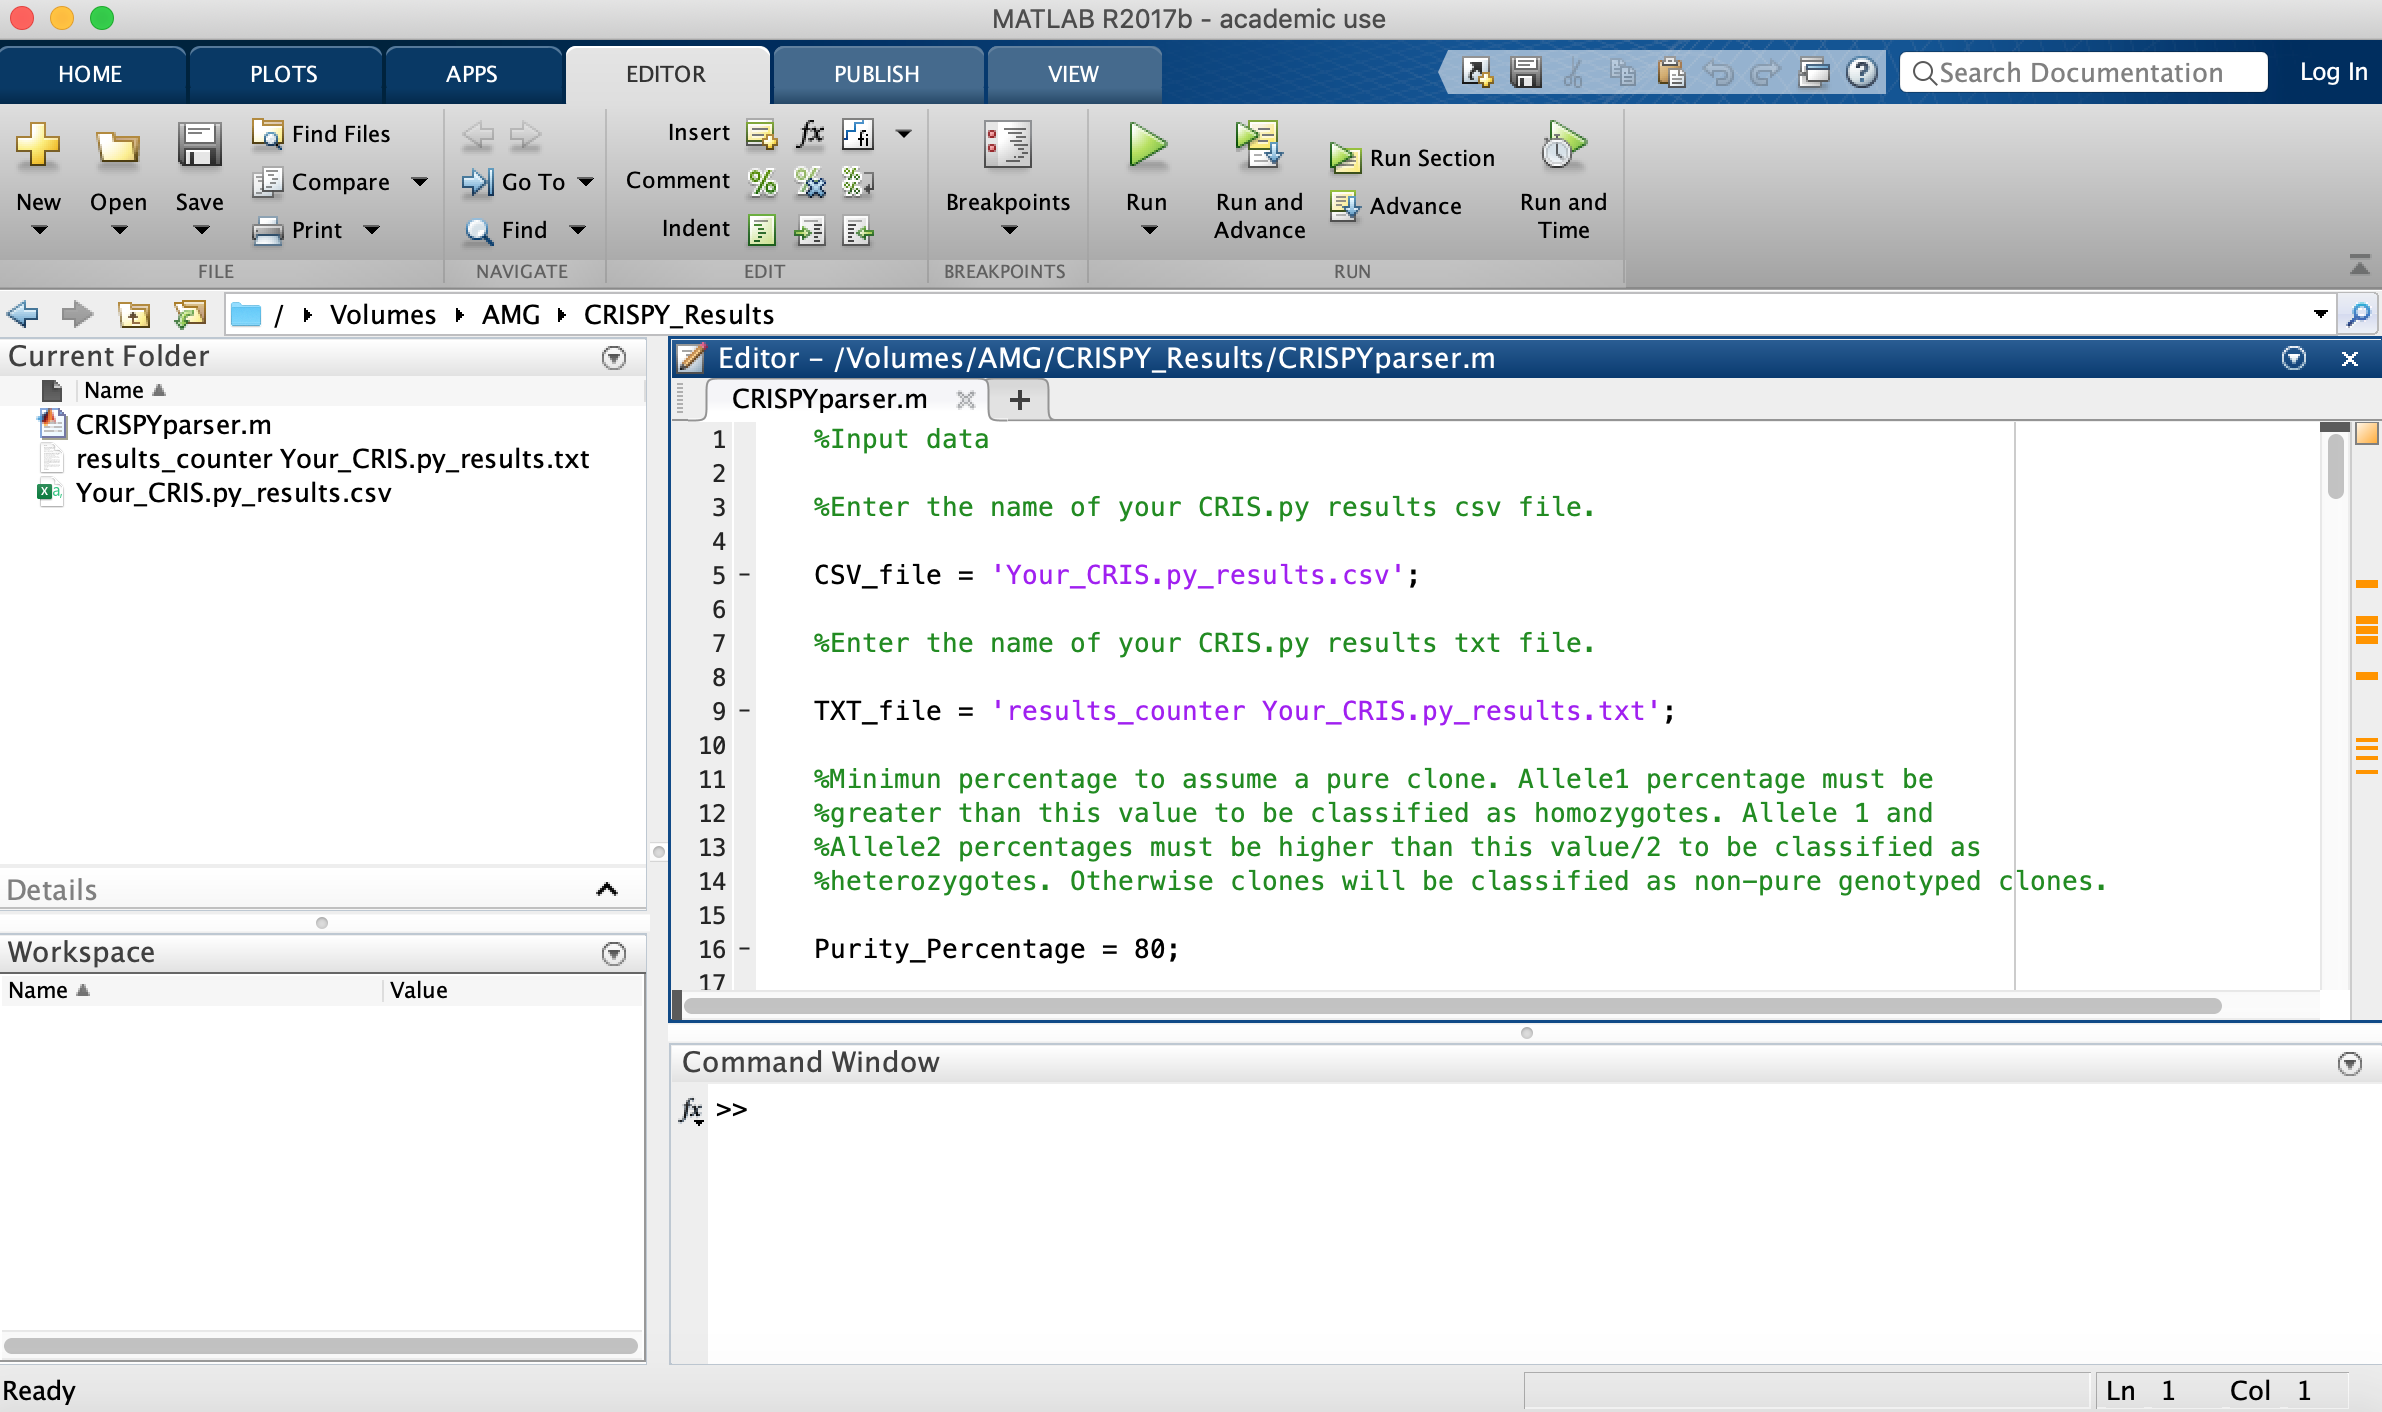 MATLAB R2017b - academic use
HOME PLOTS APPS EDITOR PUBLISH VIEW Search Documentation Log In
New Open Save Find Files Compare Print
Go To Find
Insert fx fi
Comment
Indent
Breakpoints
Run Run and Advance Run Section Advance Run and Time
FILE NAVIGATE EDIT BREAKPOINTS RUN
/ Volumes AMG CRISPY_Results
Current Folder
Name
CRISPYparser.m
results_counter Your_CRIS.py_results.txt
Your_CRIS.py_results.csv
Details
Workspace
Name Value
Editor – /Volumes/AMG/CRISPY_Results/CRISPYparser.m
CRISPYparser.m +
1 %Input data
2
3 %Enter the name of your CRIS.py results csv file.
4
5 – CSV_file = 'Your_CRIS.py_results.csv';
6
7 %Enter the name of your CRIS.py results txt file.
8
9 – TXT_file = 'results_counter Your_CRIS.py_results.txt';
10
11 %Minimun percentage to assume a pure clone. Allele1 percentage must be
12 %greater than this value to be classified as homozygotes. Allele 1 and
13 %Allele2 percentages must be higher than this value/2 to be classified as
14 %heterozygotes. Otherwise clones will be classified as non-pure genotyped clones.
15
16 – Purity_Percentage = 80;
17
Command Window
fx >>
Ready
Ln 1 Col 1